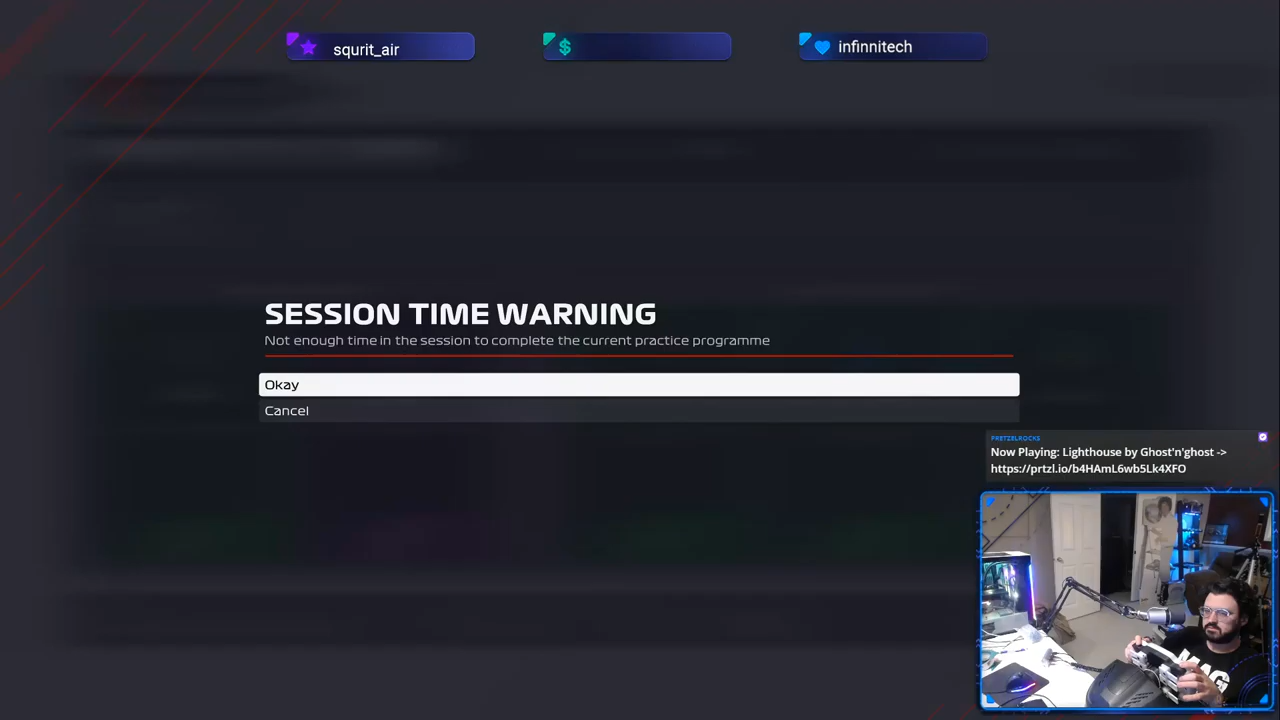 squrit_air
$
infinnitech
SESSION TIME WARNING
Not enough time in the session to complete the current practice programme
Okay
Cancel
PRETZELROCKS
Now Playing: Lighthouse by Ghost'n'ghost ->
https://prtzl.io/b4HAmL6wb5Lk4XFO
MAG